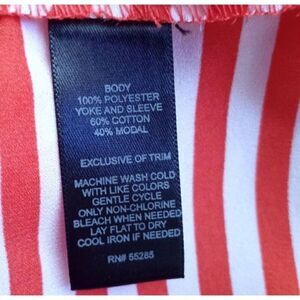 BODY
100% POLYESTER
YOKE AND SLEEVE
60% COTTON
40% MODAL
EXCLUSIVE OF TRIM
MACHINE WASH COLD
WITH LIKE COLORS
GENTLE CYCLE
ONLY NON-CHLORINE
BLEACH WHEN NEEDED
LAY FLAT TO DRY
COOL IRON IF NEEDED
RN# 55285